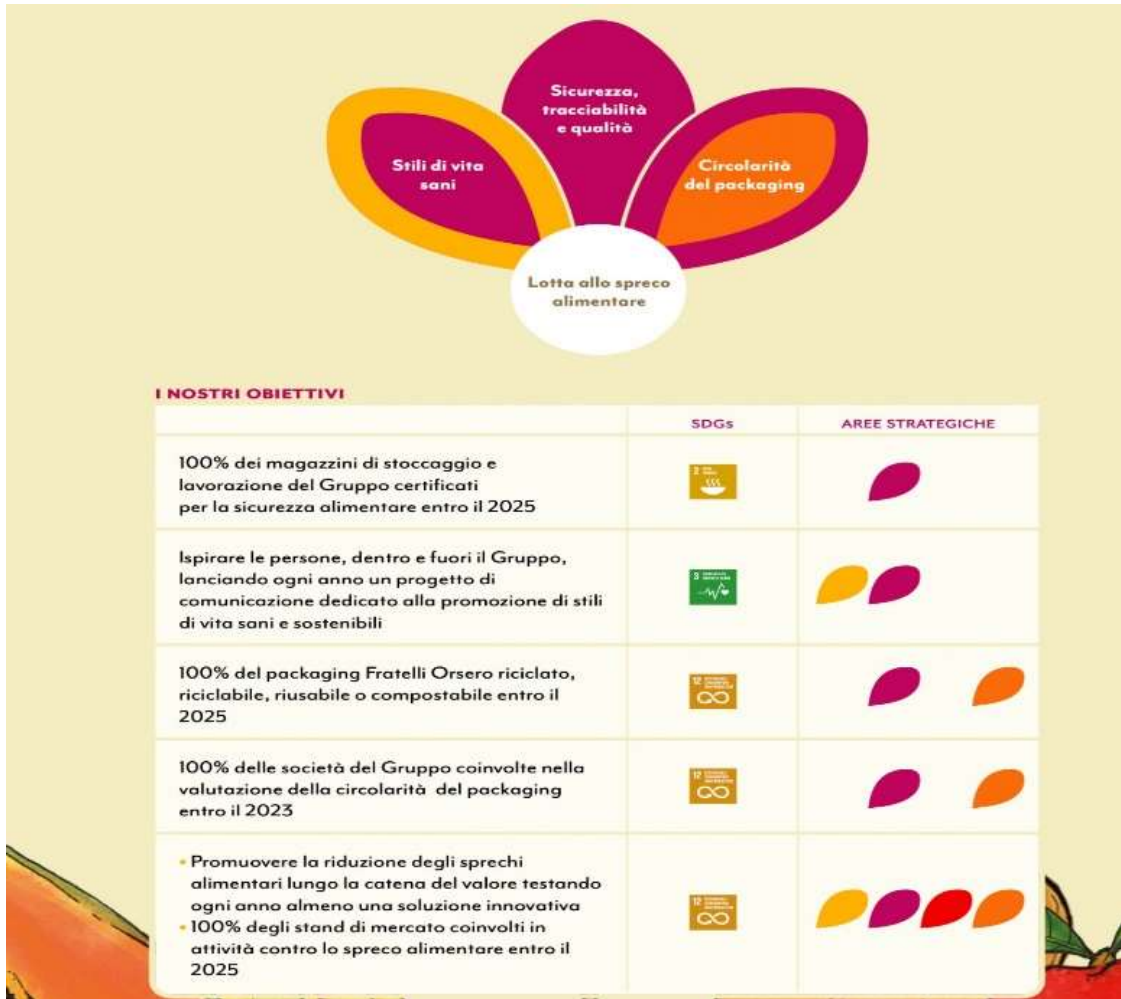 Sicurezza,
tracciabilità
e qualità
Stili di vita
sani
Circolarità
del packaging
Lotta allo spreco
alimentare
I NOSTRI OBIETTIVI
SDGs
AREE STRATEGICHE
100% dei magazzini di stoccaggio e
lavorazione del Gruppo certificati
per la sicurezza alimentare entro il 2025
2
Ispirare le persone, dentro e fuori il Gruppo,
lanciando ogni anno un progetto di
comunicazione dedicato alla promozione di stili
di vita sani e sostenibili
3
100% del packaging Fratelli Orsero riciclato,
riciclabile, riusabile o compostabile entro il
2025
12
100% delle società del Gruppo coinvolte nella
valutazione della circolarità del packaging
entro il 2023
12
• Promuovere la riduzione degli sprechi
alimentari lungo la catena del valore testando
ogni anno almeno una soluzione innovativa
• 100% degli stand di mercato coinvolti in
attività contro lo spreco alimentare entro il
2025
12